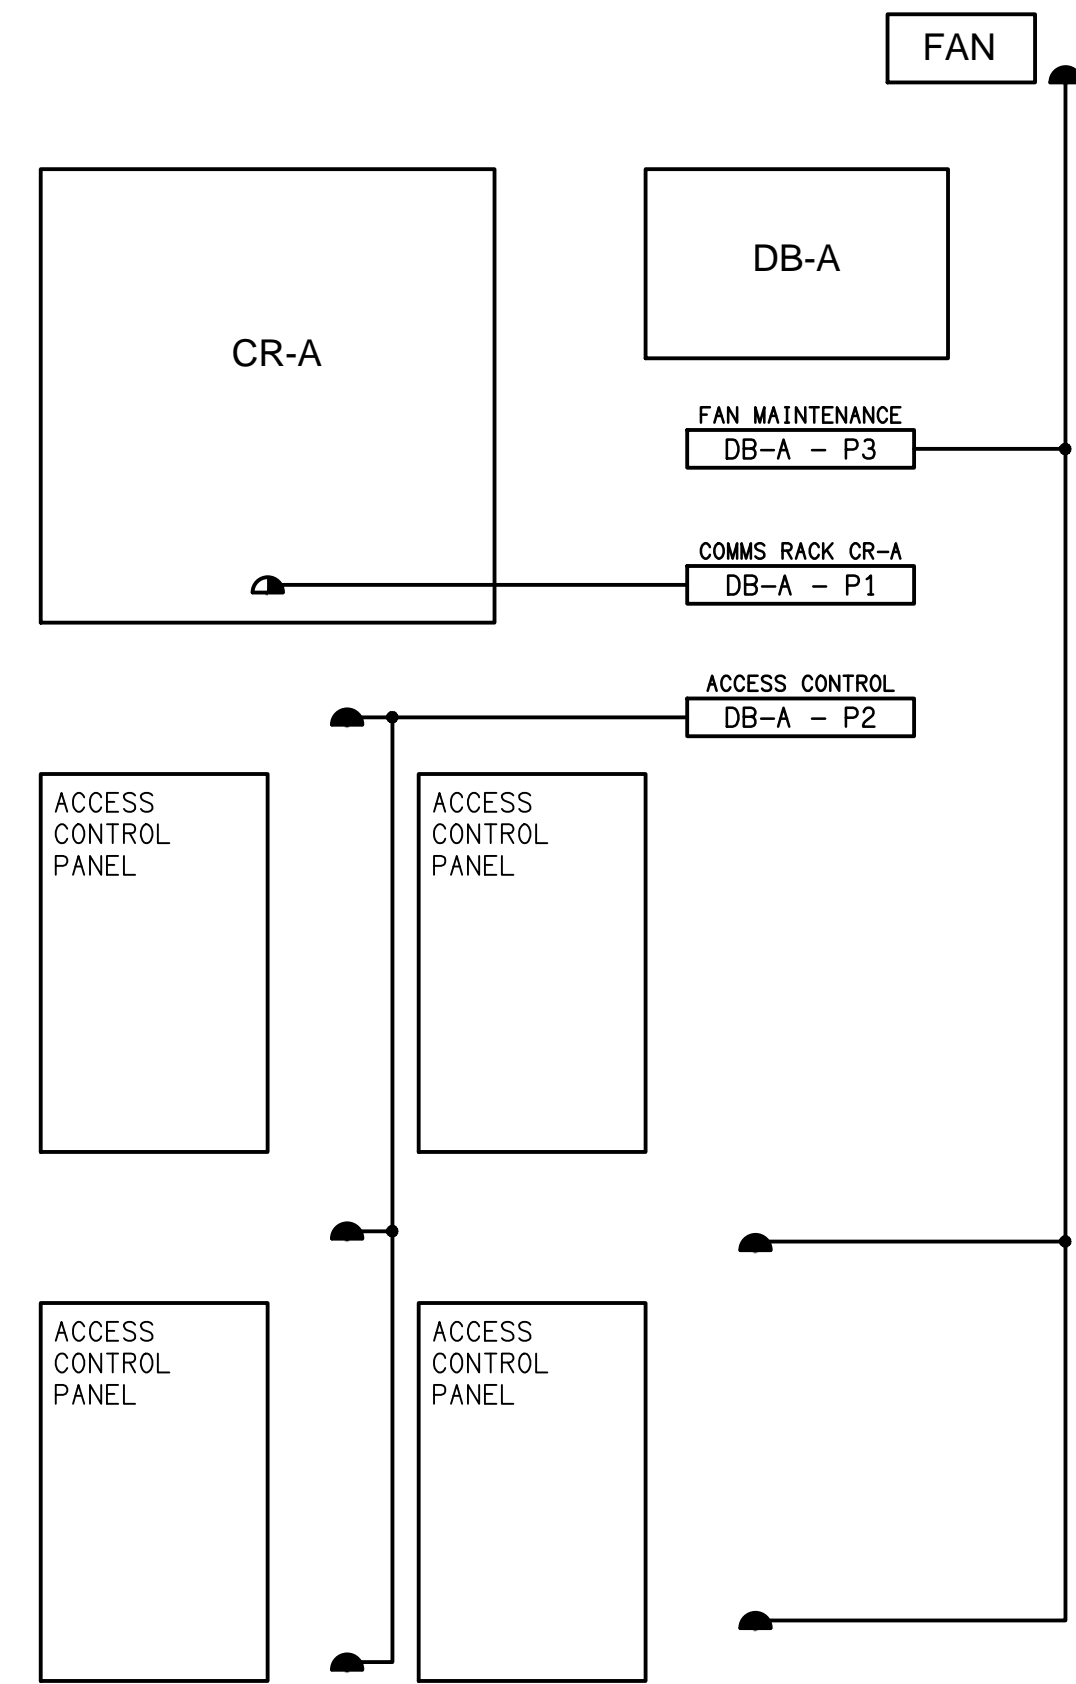 FAN
DB-A
CR-A
FAN MAINTENANCE
DB-A - P3
COMMS RACK CR-A
DB-A - P1
ACCESS CONTROL
DB-A - P2
ACCESS
CONTROL
PANEL
ACCESS
CONTROL
PANEL
ACCESS
CONTROL
PANEL
ACCESS
CONTROL
PANEL